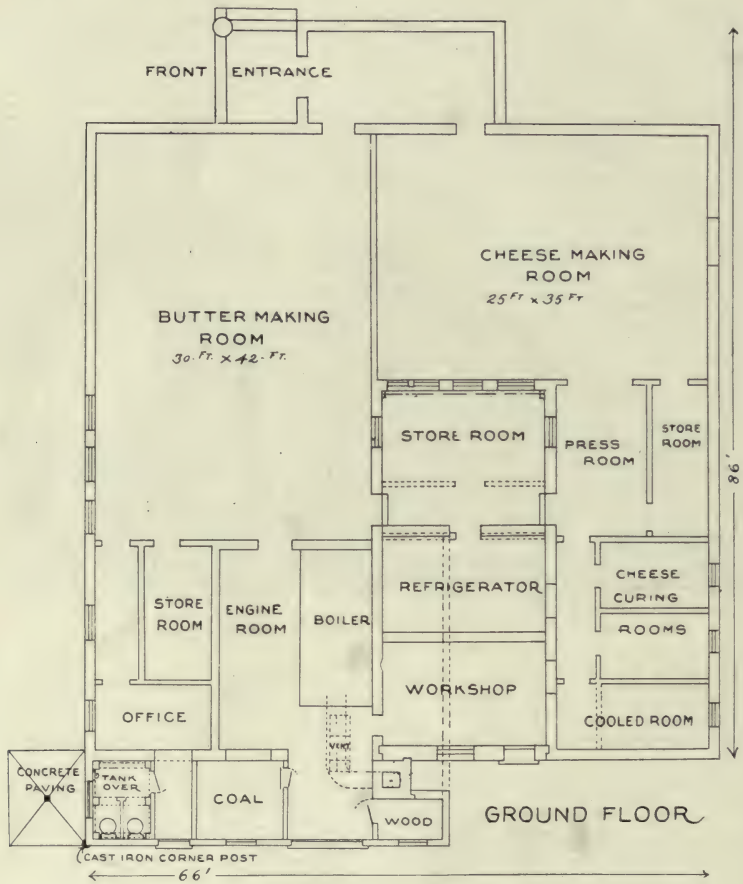 FRONT ENTRANCE
CHEESE MAKING
ROOM
25 FT x 35 FT
BUTTER MAKING
ROOM
30. FT. X 42. FT.
STORE ROOM
PRESS
ROOM
STORE
ROOM
86'
REFRIGERATOR
CHEESE
CURING
ROOMS
STORE
ROOM
ENGINE
ROOM
BOILER
WORKSHOP
OFFICE
COOLED ROOM
VENT
CONCRETE
PAVING
TANK
OVER
COAL
WOOD
GROUND FLOOR
CAST IRON CORNER POST
66'